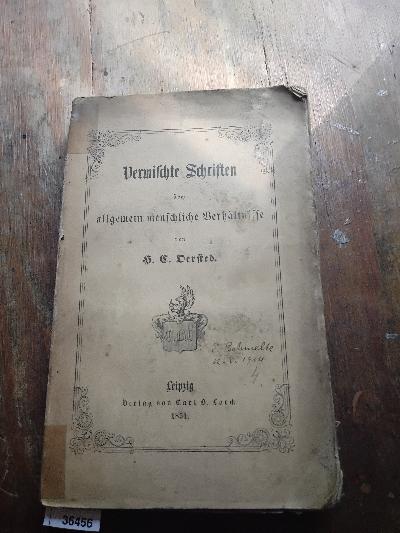 Vermischte Schriften
über
allgemein menschliche Verhältnisse
von
H. C. Oersted.
Leipzig
Verlag von Carl B. Lorck.
1851.
36456